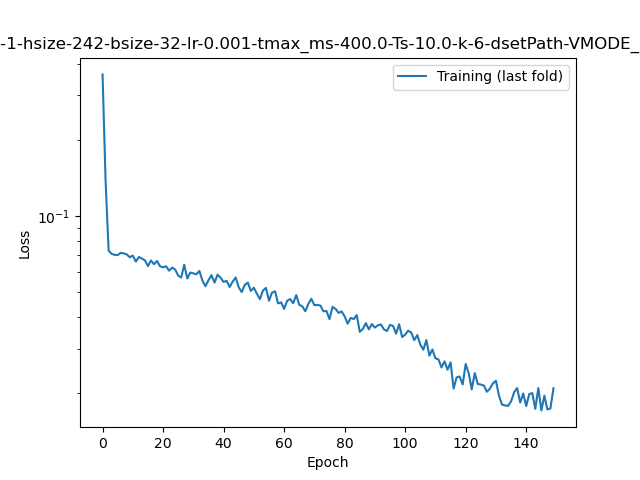 -1-hsize-242-bsize-32-lr-0.001-tmax_ms-400.0-Ts-10.0-k-6-dsetPath-VMODE_
Training (last fold)
10⁻¹
Loss
0 20 40 60 80 100 120 140
Epoch